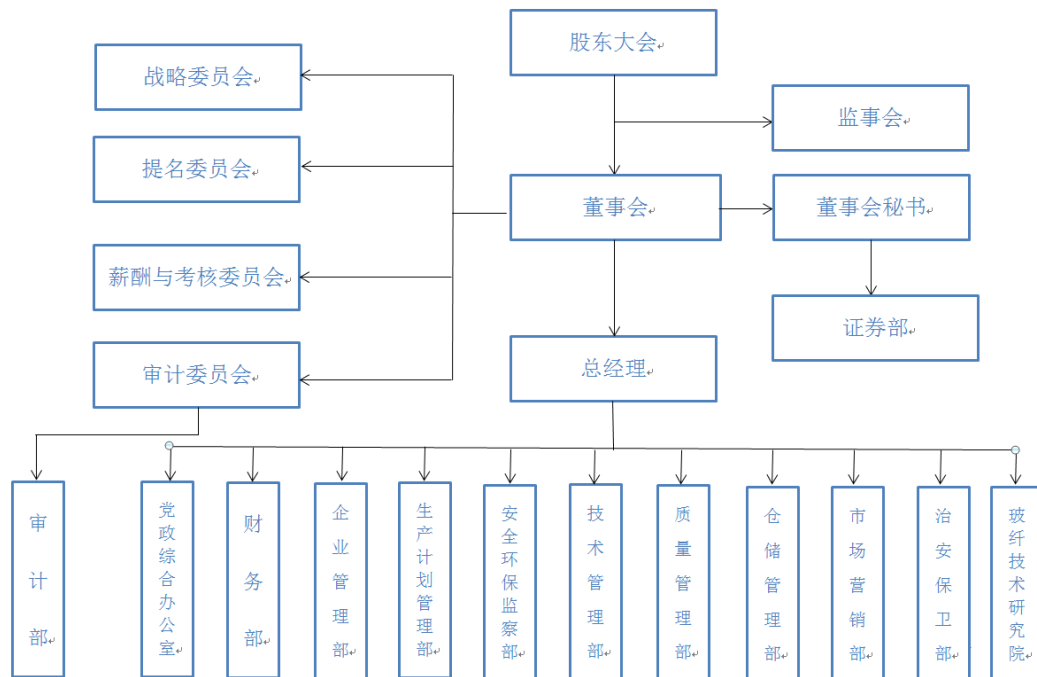 股东大会
战略委员会
监事会
提名委员会
董事会
董事会秘书
薪酬与考核委员会
证券部
审计委员会
总经理
审计部
党政综合办公室
财务部
企业管理部
生产计划管理部
安全环保监察部
技术管理部
质量管理部
仓储管理部
市场营销部
治安保卫部
玻纤技术研究院